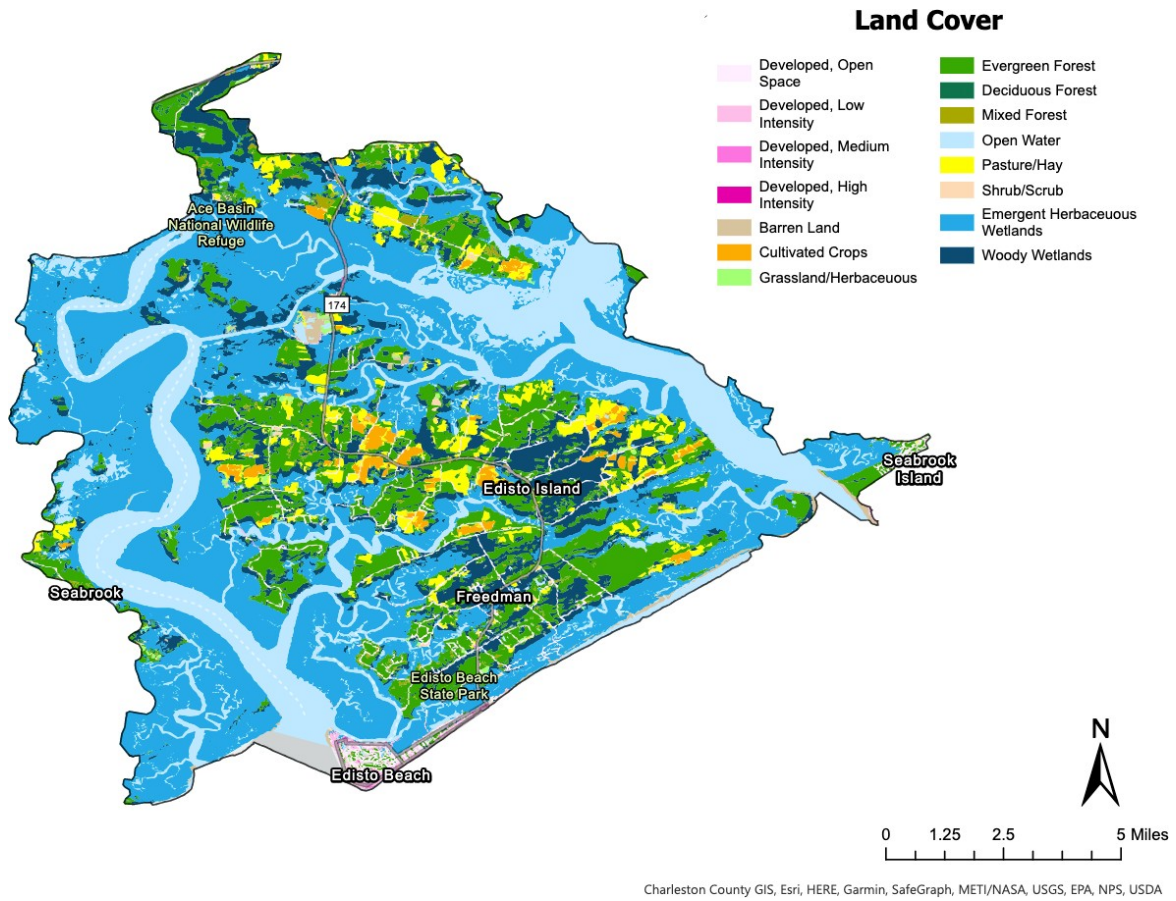 Land Cover
Developed, Open
Space
Developed, Low
Intensity
Developed, Medium
Intensity
Developed, High
Intensity
Barren Land
Cultivated Crops
Grassland/Herbaceuous
Evergreen Forest
Deciduous Forest
Mixed Forest
Open Water
Pasture/Hay
Shrub/Scrub
Emergent Herbaceuous
Wetlands
Woody Wetlands
Ace Basin
National Wildlife
Refuge
174
Seabrook
Island
Edisto Island
Seabrook
Freedman
Edisto Beach
State Park
Edisto Beach
N
0 1.25 2.5 5 Miles
Charleston County GIS, Esri, HERE, Garmin, SafeGraph, METI/NASA, USGS, EPA, NPS, USDA